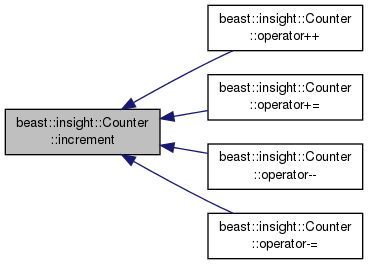 beast::insight::Counter
::increment
beast::insight::Counter
::operator++
beast::insight::Counter
::operator+=
beast::insight::Counter
::operator--
beast::insight::Counter
::operator-=